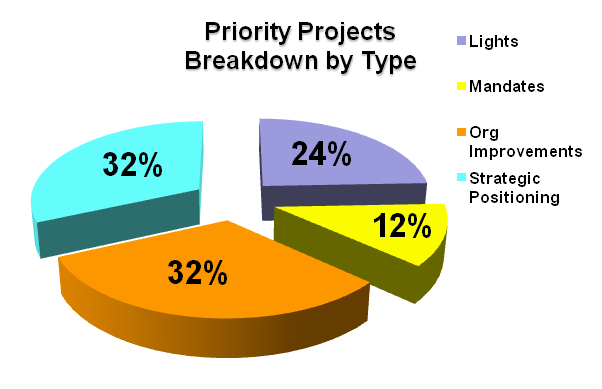 Priority Projects
Breakdown by Type
Lights
Mandates
Org
Improvements
Strategic
Positioning
32%
24%
12%
32%